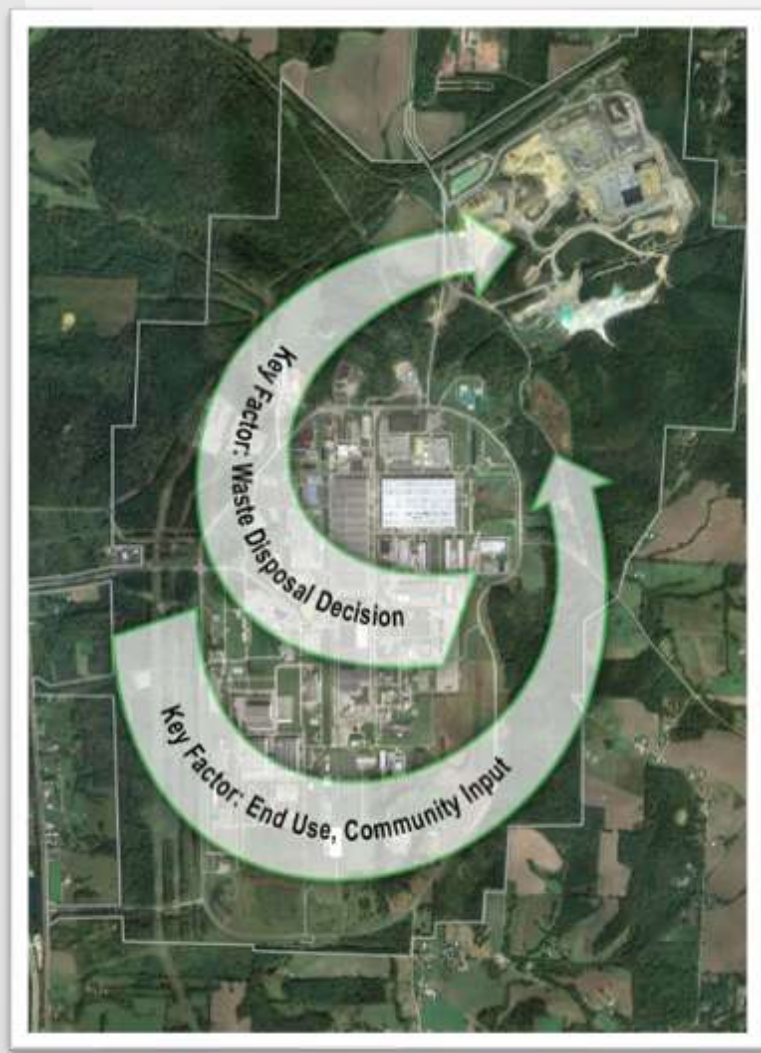 Key Factor: Waste Disposal Decision
Key Factor: End Use, Community Input